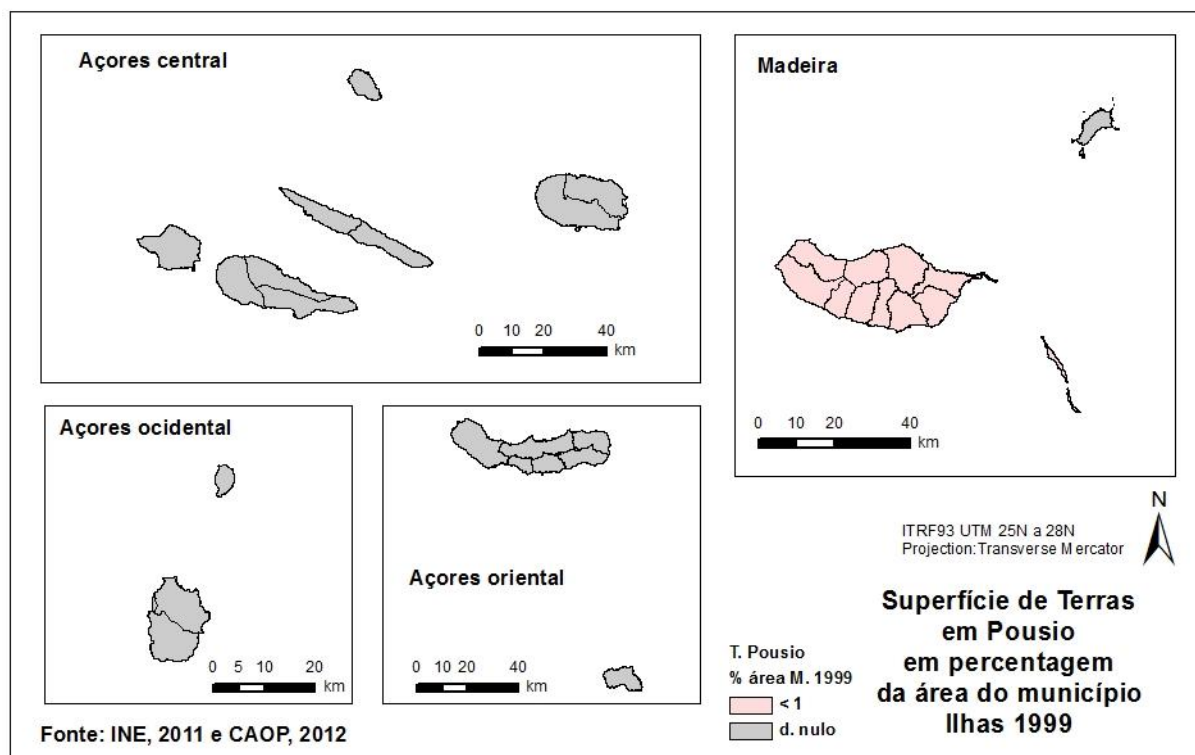 Açores central
0 10 20 40
km
Madeira
0 10 20 40
km
Açores ocidental
0 5 10 20
km
Açores oriental
0 10 20 40
km
N
ITRF93 UTM 25N a 28N
Projection:Transverse Mercator
Superfície de Terras
em Pousio
em percentagem
da área do município
Ilhas 1999
T. Pousio
% área M. 1999
< 1
d. nulo
Fonte: INE, 2011 e CAOP, 2012